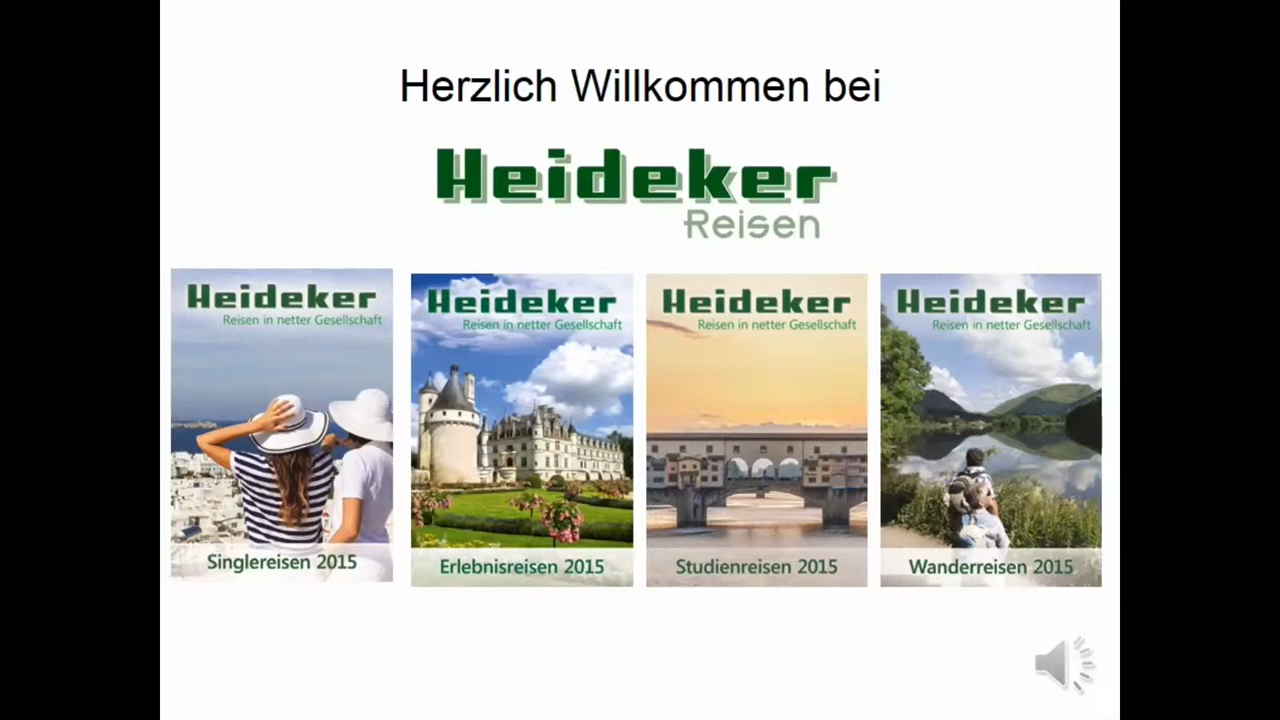 Herzlich Willkommen bei
Heideker
Reisen
Heideker
Reisen in netter Gesellschaft
Singlereisen 2015
Heideker
Reisen in netter Gesellschaft
Erlebnisreisen 2015
Heideker
Reisen in netter Gesellschaft
Studienreisen 2015
Heideker
Reisen in netter Gesellschaft
Wanderreisen 2015